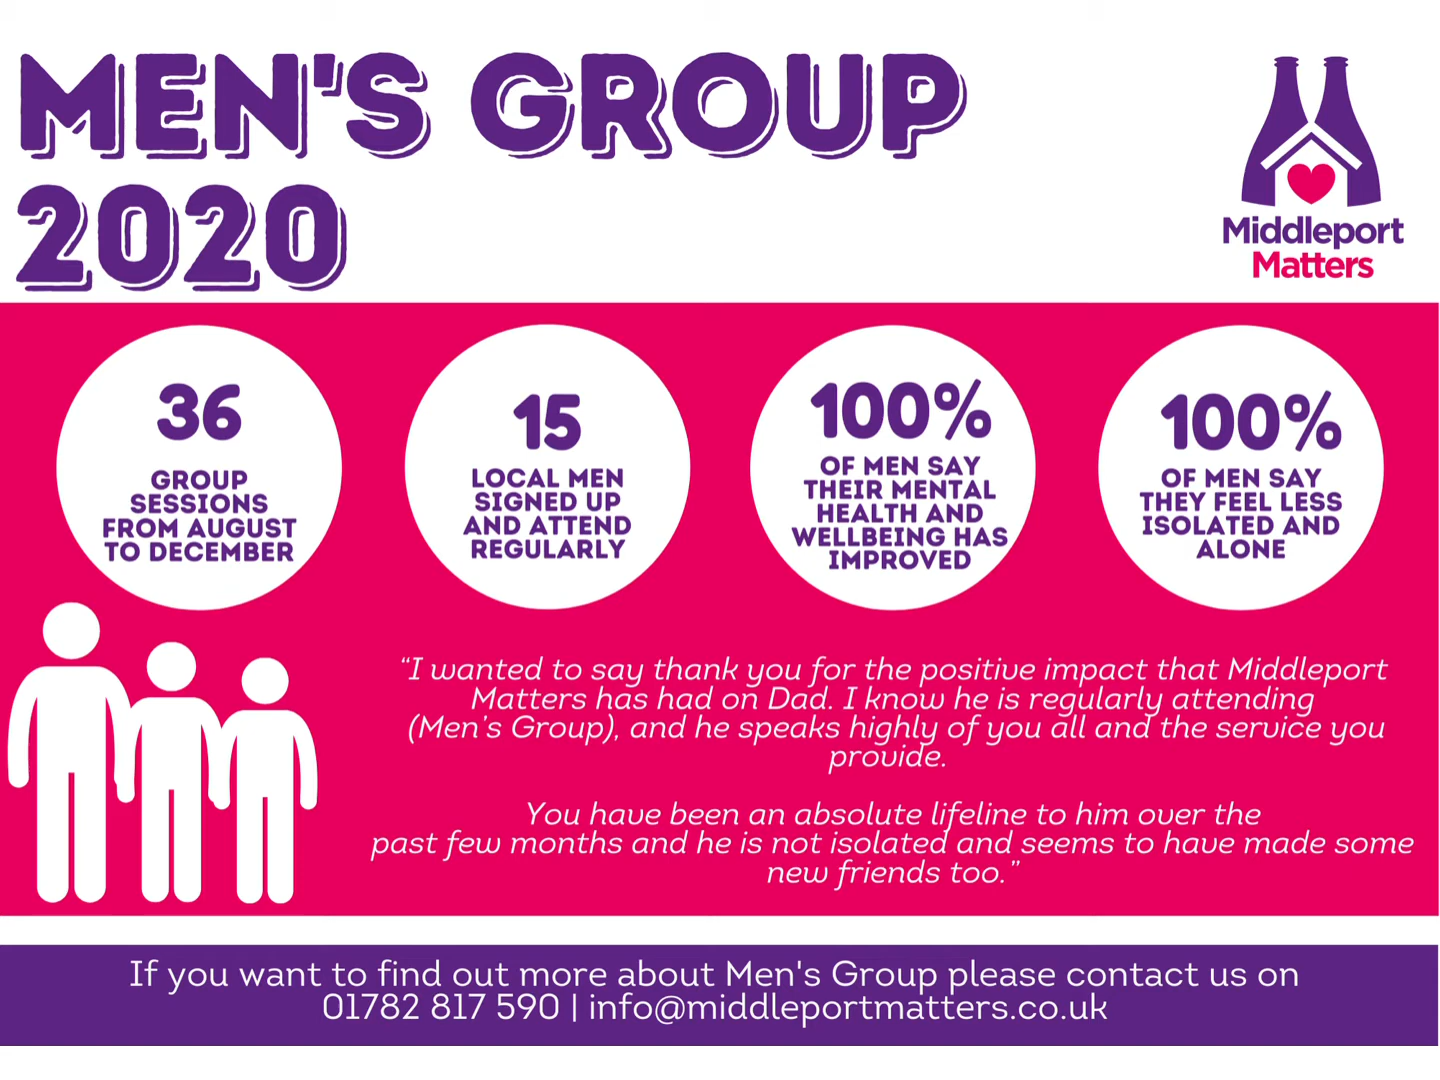 MEN'S GROUP
2020
Middleport
Matters
36
GROUP
SESSIONS
FROM AUGUST
TO DECEMBER
15
LOCAL MEN
SIGNED UP
AND ATTEND
REGULARLY
100%
OF MEN SAY
THEIR MENTAL
HEALTH AND
WELLBEING HAS
IMPROVED
100%
OF MEN SAY
THEY FEEL LESS
ISOLATED AND
ALONE
“I wanted to say thank you for the positive impact that Middleport
Matters has had on Dad. I know he is regularly attending
(Men's Group), and he speaks highly of you all and the service you
provide.
You have been an absolute lifeline to him over the
past few months and he is not isolated and seems to have made some
new friends too.”
If you want to find out more about Men's Group please contact us on
01782 817 590 | info@middleportmatters.co.uk